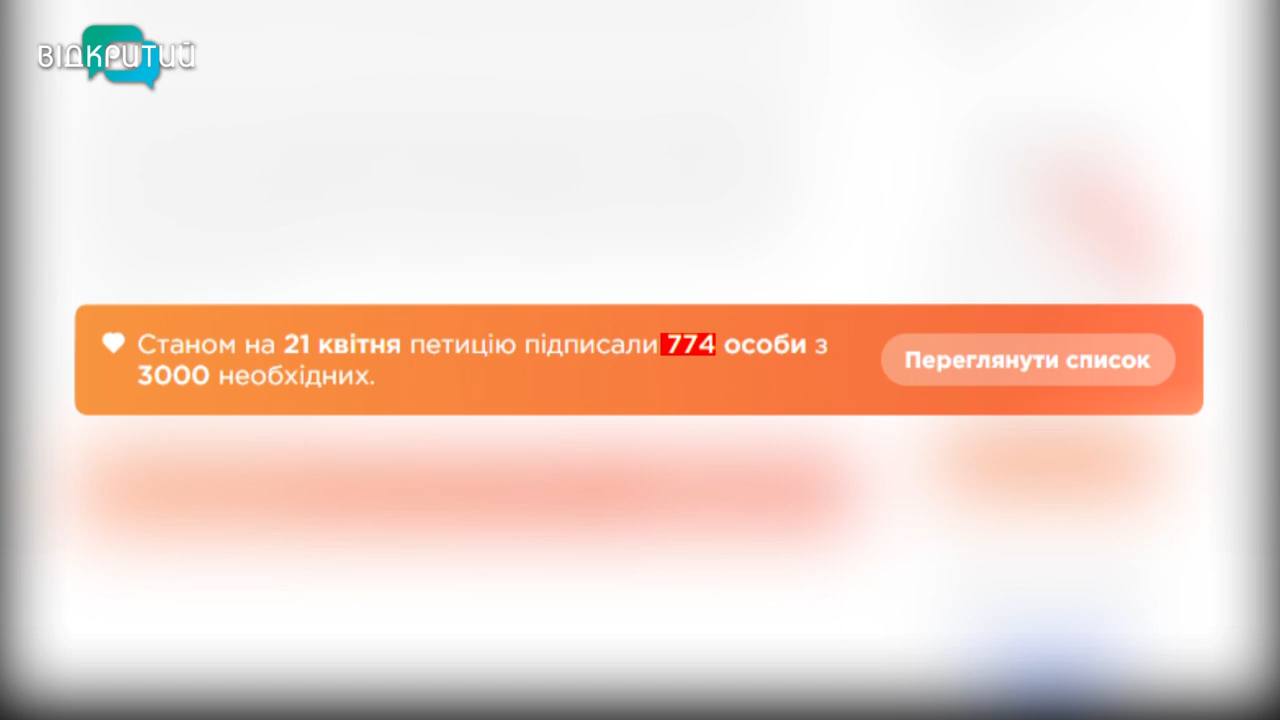 ВІДКРИТИЙ
Станом на 21 квітня петицію підписали 774 особи з
3000 необхідних.
Переглянути список